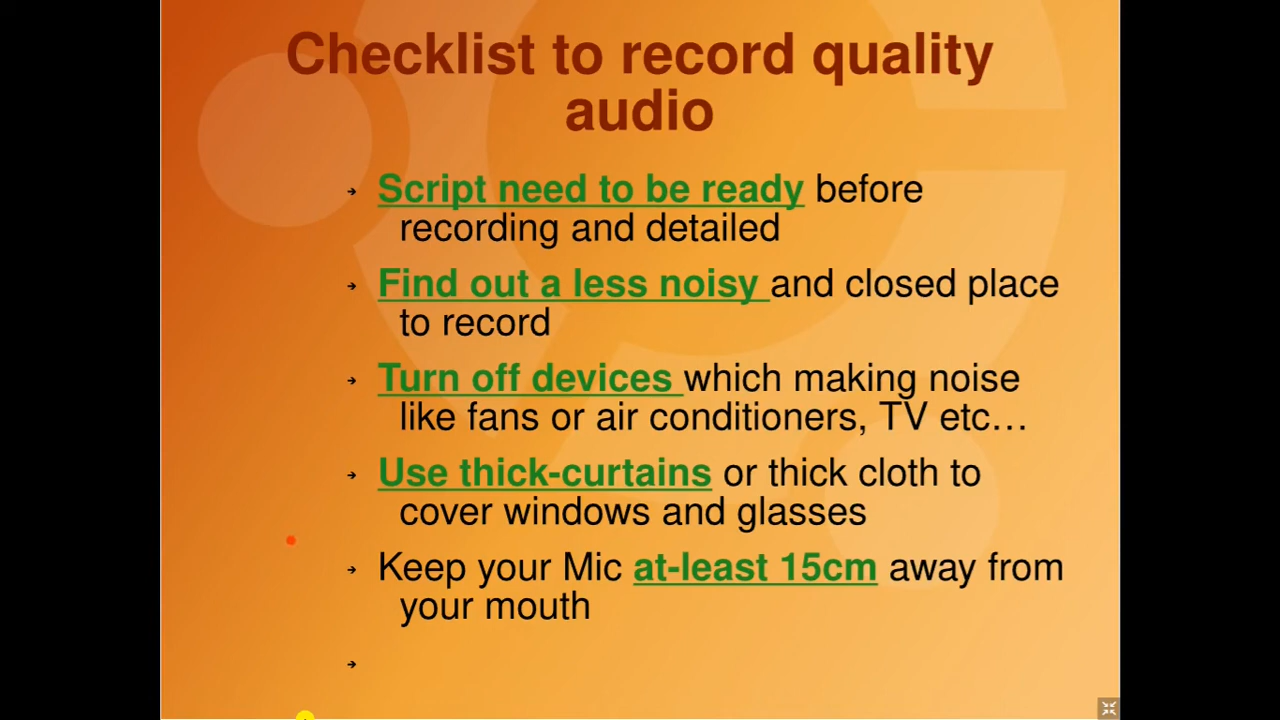 Checklist to record quality
audio
Script need to be ready before
recording and detailed
Find out a less noisy and closed place
to record
Turn off devices which making noise
like fans or air conditioners, TV etc…
Use thick-curtains or thick cloth to
cover windows and glasses
Keep your Mic at-least 15cm away from
your mouth